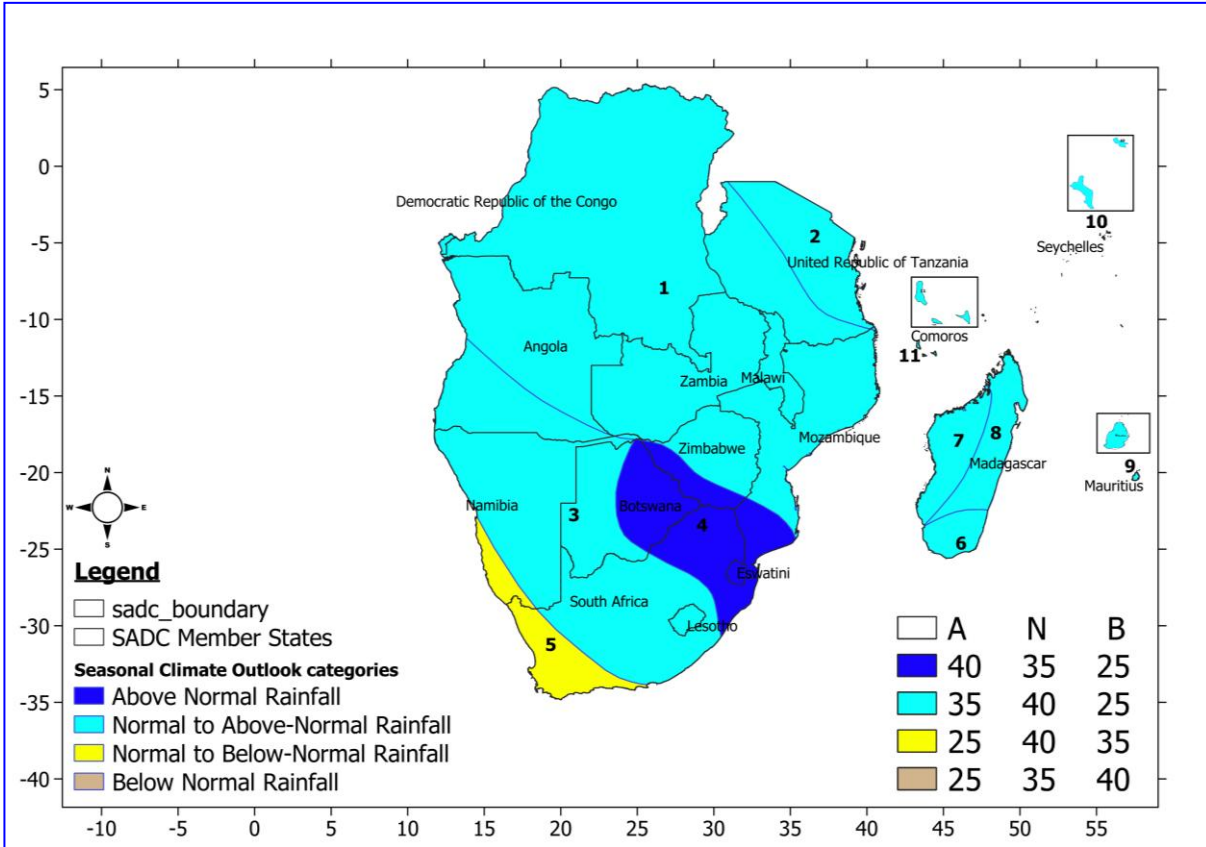 5
0
-5
-10
-15
-20
-25
-30
-35
-40
-10 -5 0 5 10 15 20 25 30 35 40 45 50 55
Democratic Republic of the Congo
1
2
United Republic of Tanzania
10
Seychelles
Comoros
11
Angola
Zambia
Malawi
Mozambique
Zimbabwe
7
8
Madagascar
9
Mauritius
6
Namibia
3
Botswana
4
Eswatini
South Africa
Lesotho
5
N
W E
S
Legend
sadc_boundary
SADC Member States
Seasonal Climate Outlook categories
Above Normal Rainfall
Normal to Above-Normal Rainfall
Normal to Below-Normal Rainfall
Below Normal Rainfall
A N B
40 35 25
35 40 25
25 40 35
25 35 40